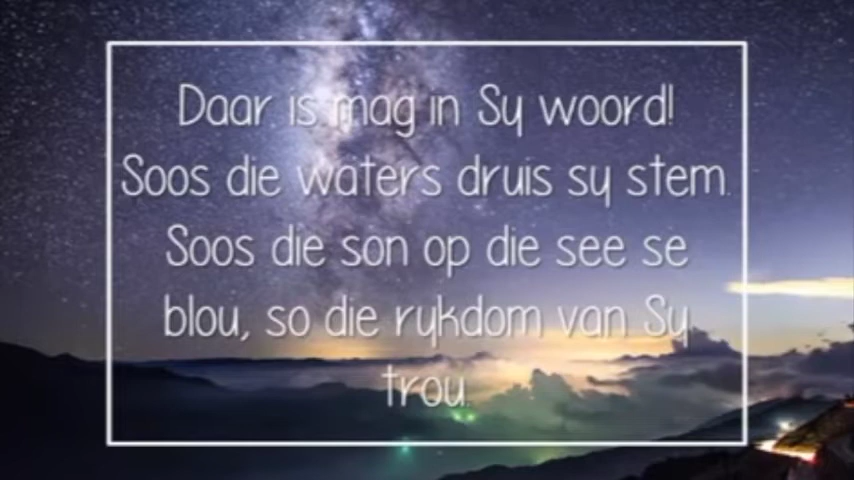 Daar is mag in Sy woord!
Soos die waters druis sy stem.
Soos die son op die see se
blou, so die rykdom van Sy
trou.